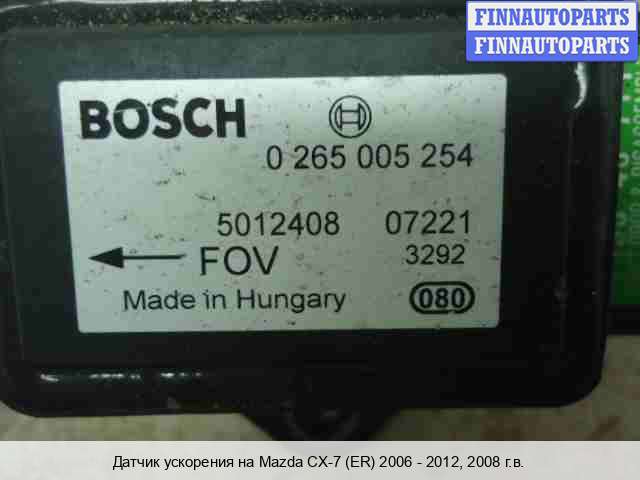 FINNAUTOPARTS
FINNAUTOPARTS
BOSCH
0 265 005 254
5012408 07221
FOV 3292
Made in Hungary 080
Датчик ускорения на Mazda CX-7 (ER) 2006 - 2012, 2008 г.в.